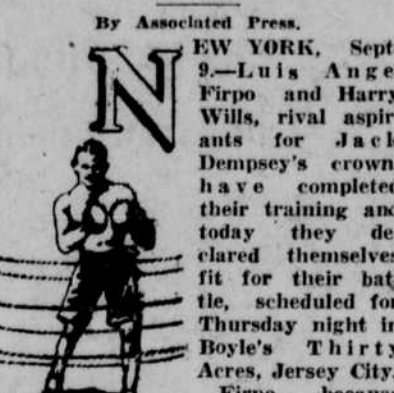 By Associated Press.
NEW YORK, Sept
9.—Luis Ange
Firpo and Harry
Wills, rival aspir
ants for Jack
Dempsey's crown
have completed
their training and
today they de
clared themselves
fit for their bat
tle, scheduled for
Thursday night in
Boyle's Thirty
Acres, Jersey City.
Firpo, because